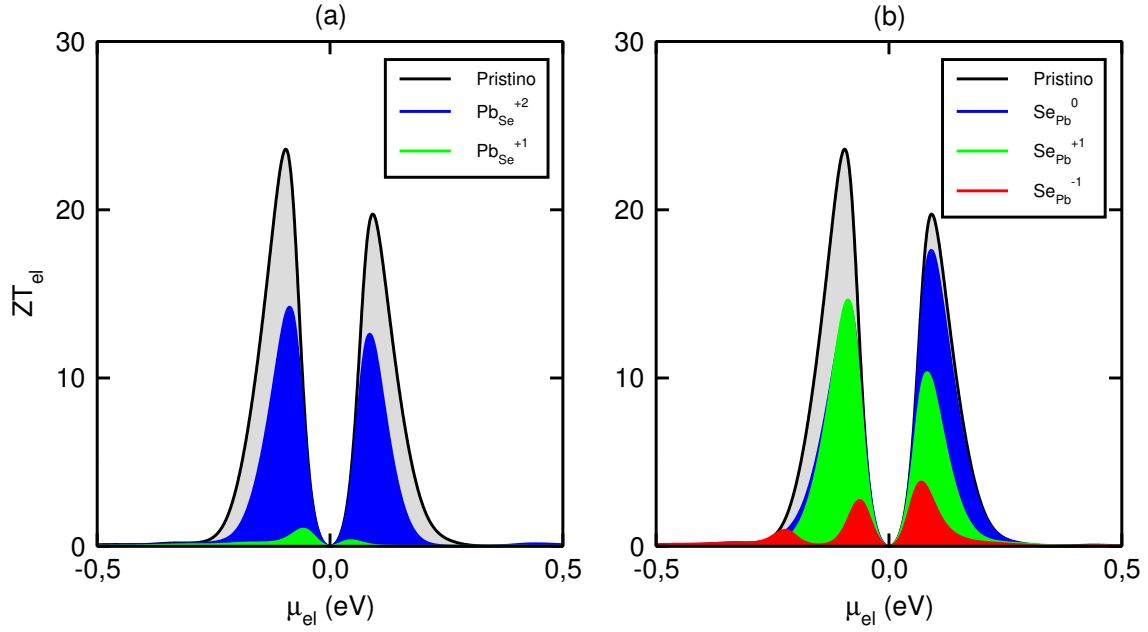 (a)
30
20
10
0
ZT_el
-0,5 0,0 0,5
μ_el (eV)
Pristino
Pb_Se^+2
Pb_Se^+1
(b)
30
20
10
0
-0,5 0,0 0,5
μ_el (eV)
Pristino
Se_Pb^0
Se_Pb^+1
Se_Pb^-1